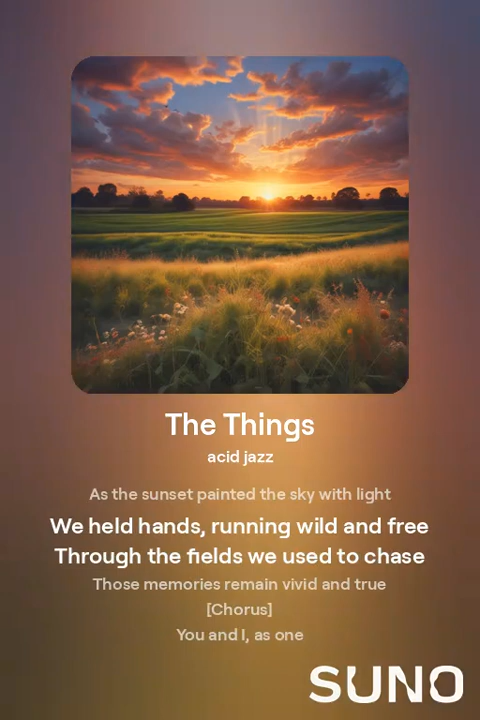 The Things
acid jazz
As the sunset painted the sky with light
We held hands, running wild and free
Through the fields we used to chase
Those memories remain vivid and true
[Chorus]
You and I, as one
SUNO